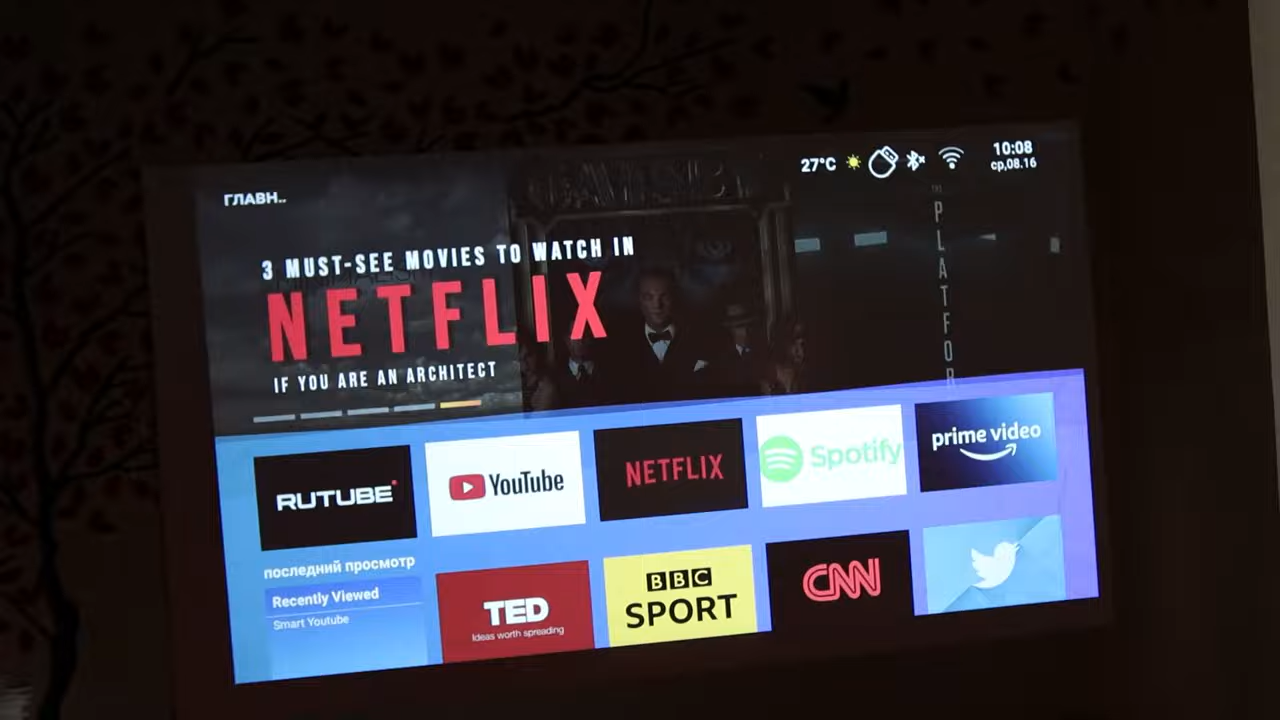 27°C
10:08
ср,08.16
ГЛАВН..
3 MUST-SEE MOVIES TO WATCH IN
NETFLIX
IF YOU ARE AN ARCHITECT
THE
PLATFOR
RUTUBE
YouTube
NETFLIX
Spotify
prime video
последний просмотр
Recently Viewed
Smart Youtube
TED
Ideas worth spreading
BBC
SPORT
CNN